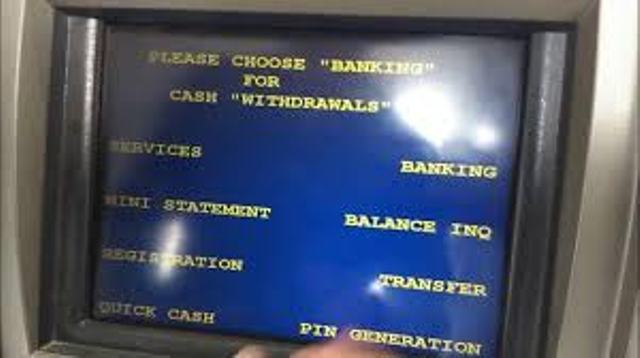 PLEASE CHOOSE "BANKING"
FOR
CASH "WITHDRAWALS"
SERVICES
BANKING
MINI STATEMENT
BALANCE INQ
REGISTRATION
TRANSFER
QUICK CASH
PIN GENERATION